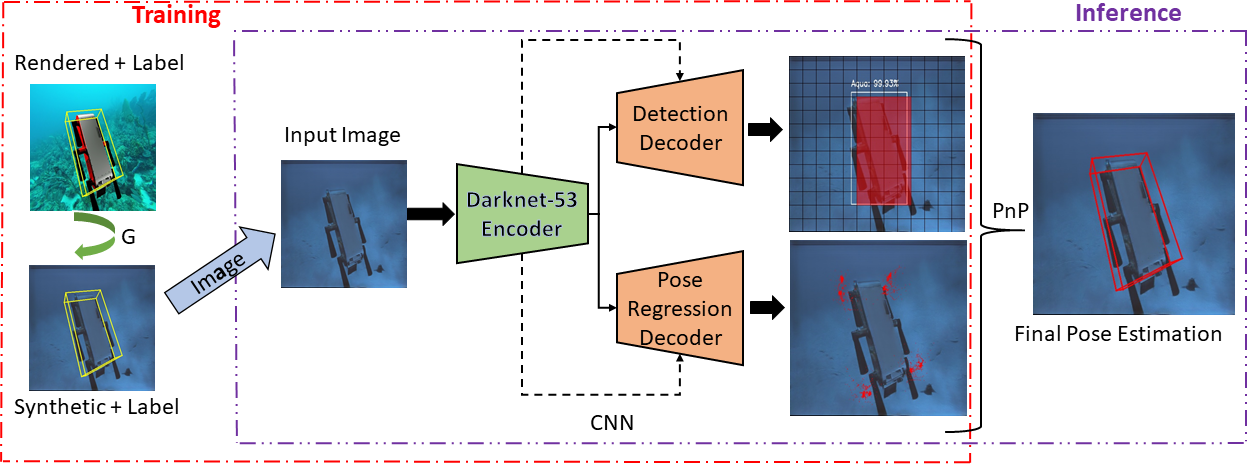 Training
Inference
Rendered + Label
G
Synthetic + Label
Image
Input Image
Darknet-53
Encoder
Detection
Decoder
Pose
Regression
Decoder
CNN
Aqua: 99.93%
PnP
Final Pose Estimation